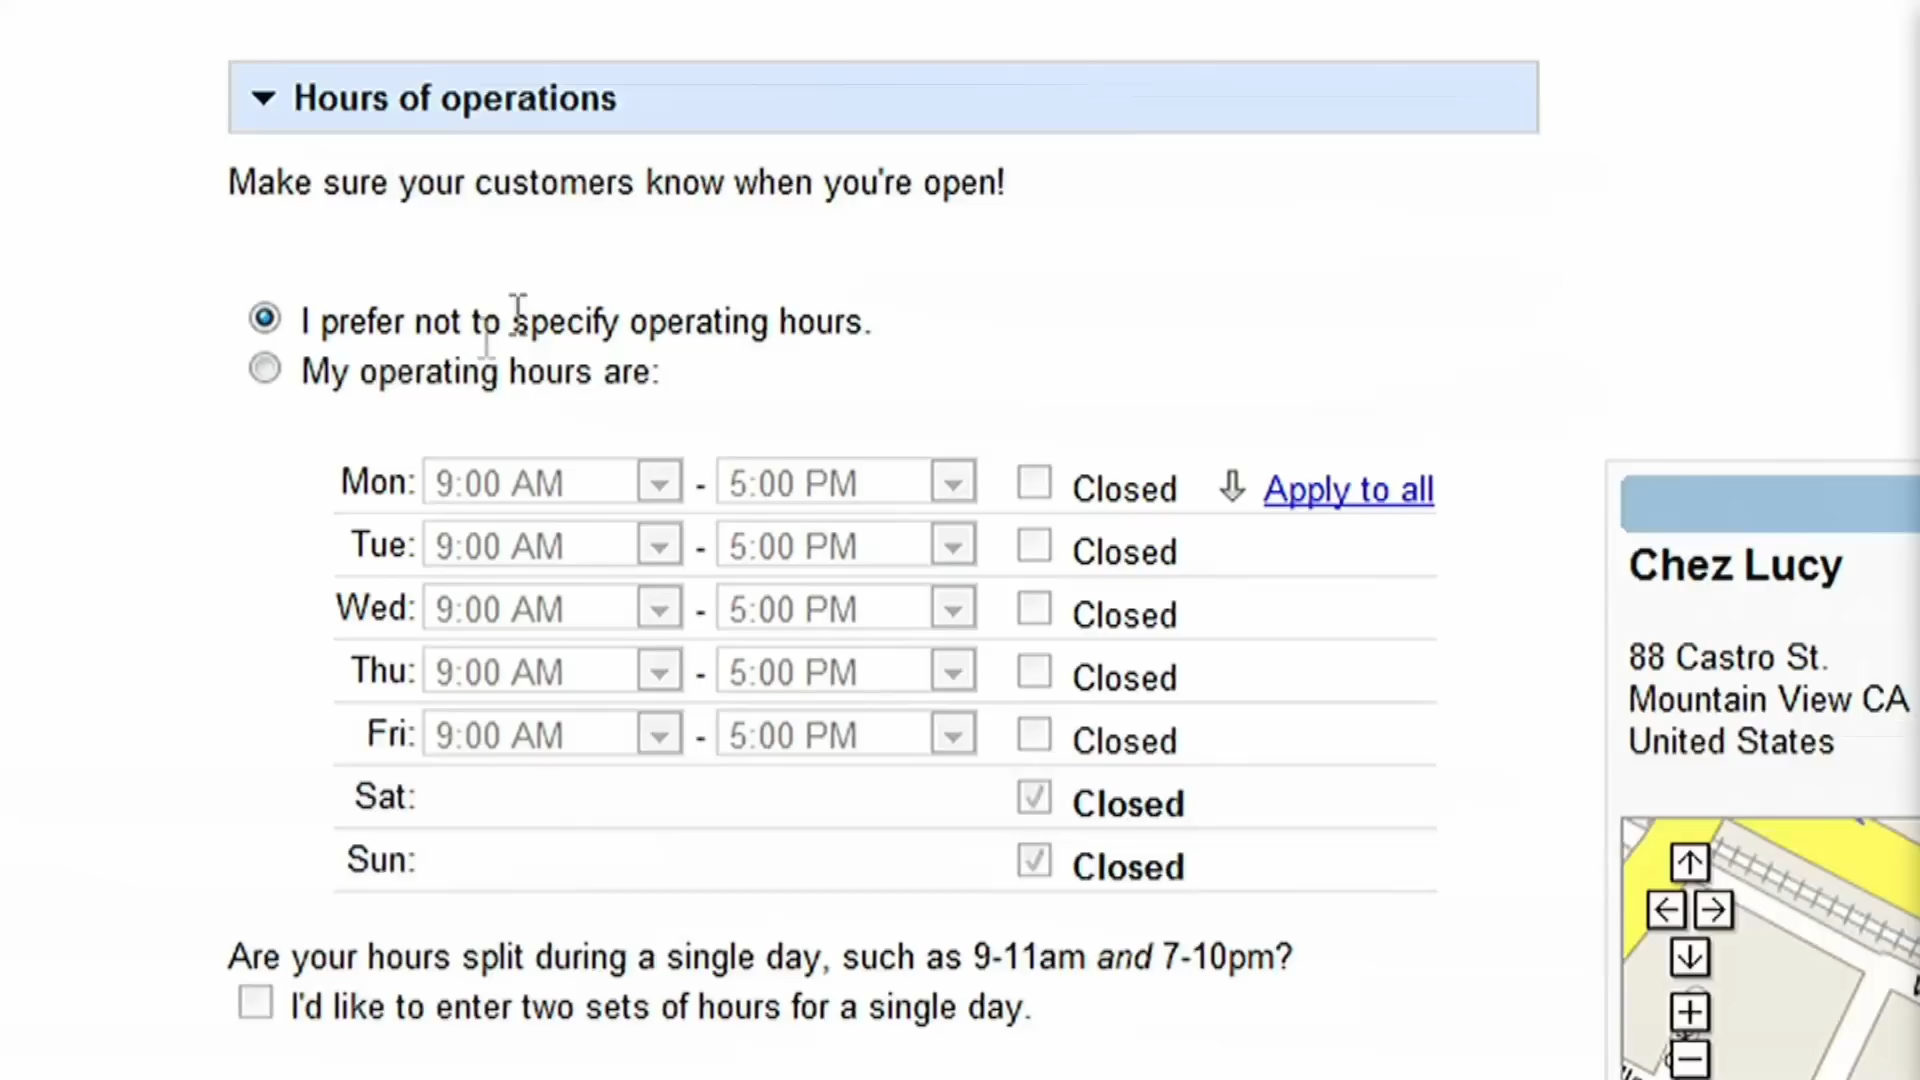 Hours of operations
Make sure your customers know when you're open!
I prefer not to specify operating hours.
My operating hours are:
Mon: 9:00 AM - 5:00 PM Closed Apply to all
Tue: 9:00 AM - 5:00 PM Closed
Wed: 9:00 AM - 5:00 PM Closed
Thu: 9:00 AM - 5:00 PM Closed
Fri: 9:00 AM - 5:00 PM Closed
Sat: Closed
Sun: Closed
Are your hours split during a single day, such as 9-11am and 7-10pm?
I'd like to enter two sets of hours for a single day.
Chez Lucy
88 Castro St.
Mountain View CA
United States